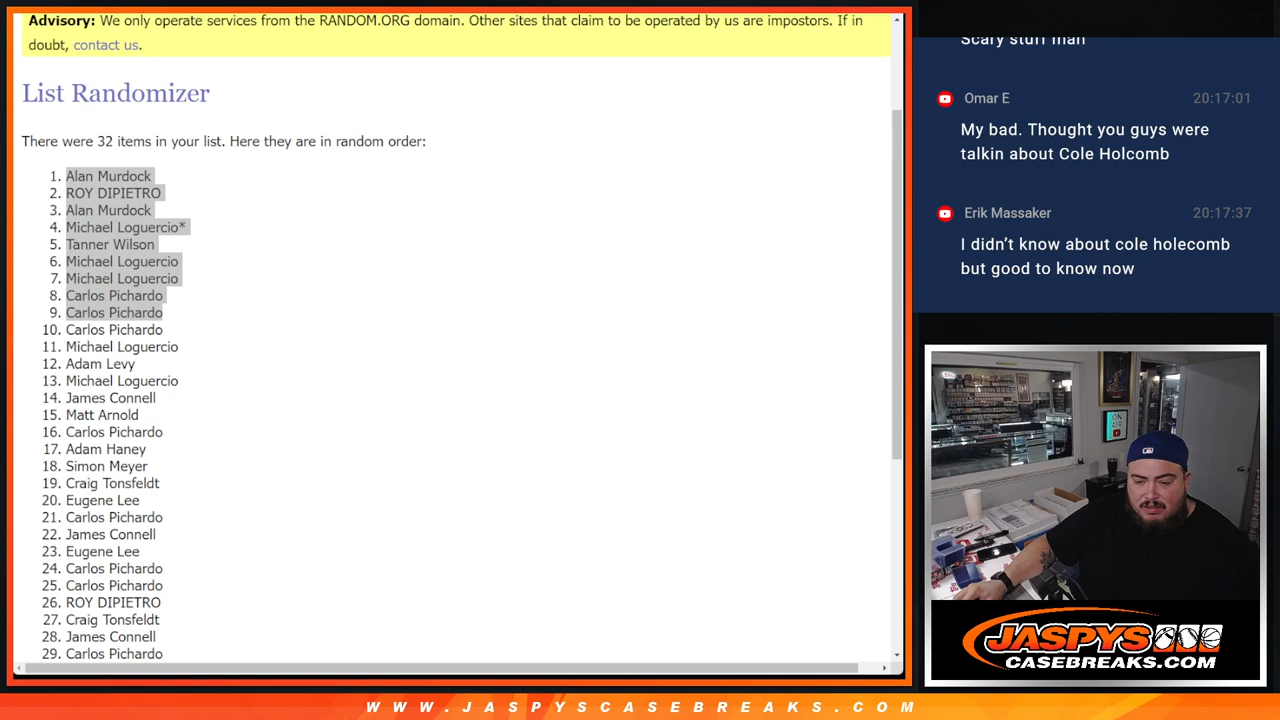 Advisory: We only operate services from the RANDOM.ORG domain. Other sites that claim to be operated by us are impostors. If in
doubt, contact us.
List Randomizer
There were 32 items in your list. Here they are in random order:
1. Alan Murdock
2. ROY DIPIETRO
3. Alan Murdock
4. Michael Loguercio*
5. Tanner Wilson
6. Michael Loguercio
7. Michael Loguercio
8. Carlos Pichardo
9. Carlos Pichardo
10. Carlos Pichardo
11. Michael Loguercio
12. Adam Levy
13. Michael Loguercio
14. James Connell
15. Matt Arnold
16. Carlos Pichardo
17. Adam Haney
18. Simon Meyer
19. Craig Tonsfeldt
20. Eugene Lee
21. Carlos Pichardo
22. James Connell
23. Eugene Lee
24. Carlos Pichardo
25. Carlos Pichardo
26. ROY DIPIETRO
27. Craig Tonsfeldt
28. James Connell
29. Carlos Pichardo
Scary stuff man
Omar E 20:17:01
My bad. Thought you guys were
talkin about Cole Holcomb
Erik Massaker 20:17:37
I didn’t know about cole holecomb
but good to know now
ON
AIR
JASPYS
CASEBREAKS.COM
WWW.JASPYSCASEBREAKS.COM